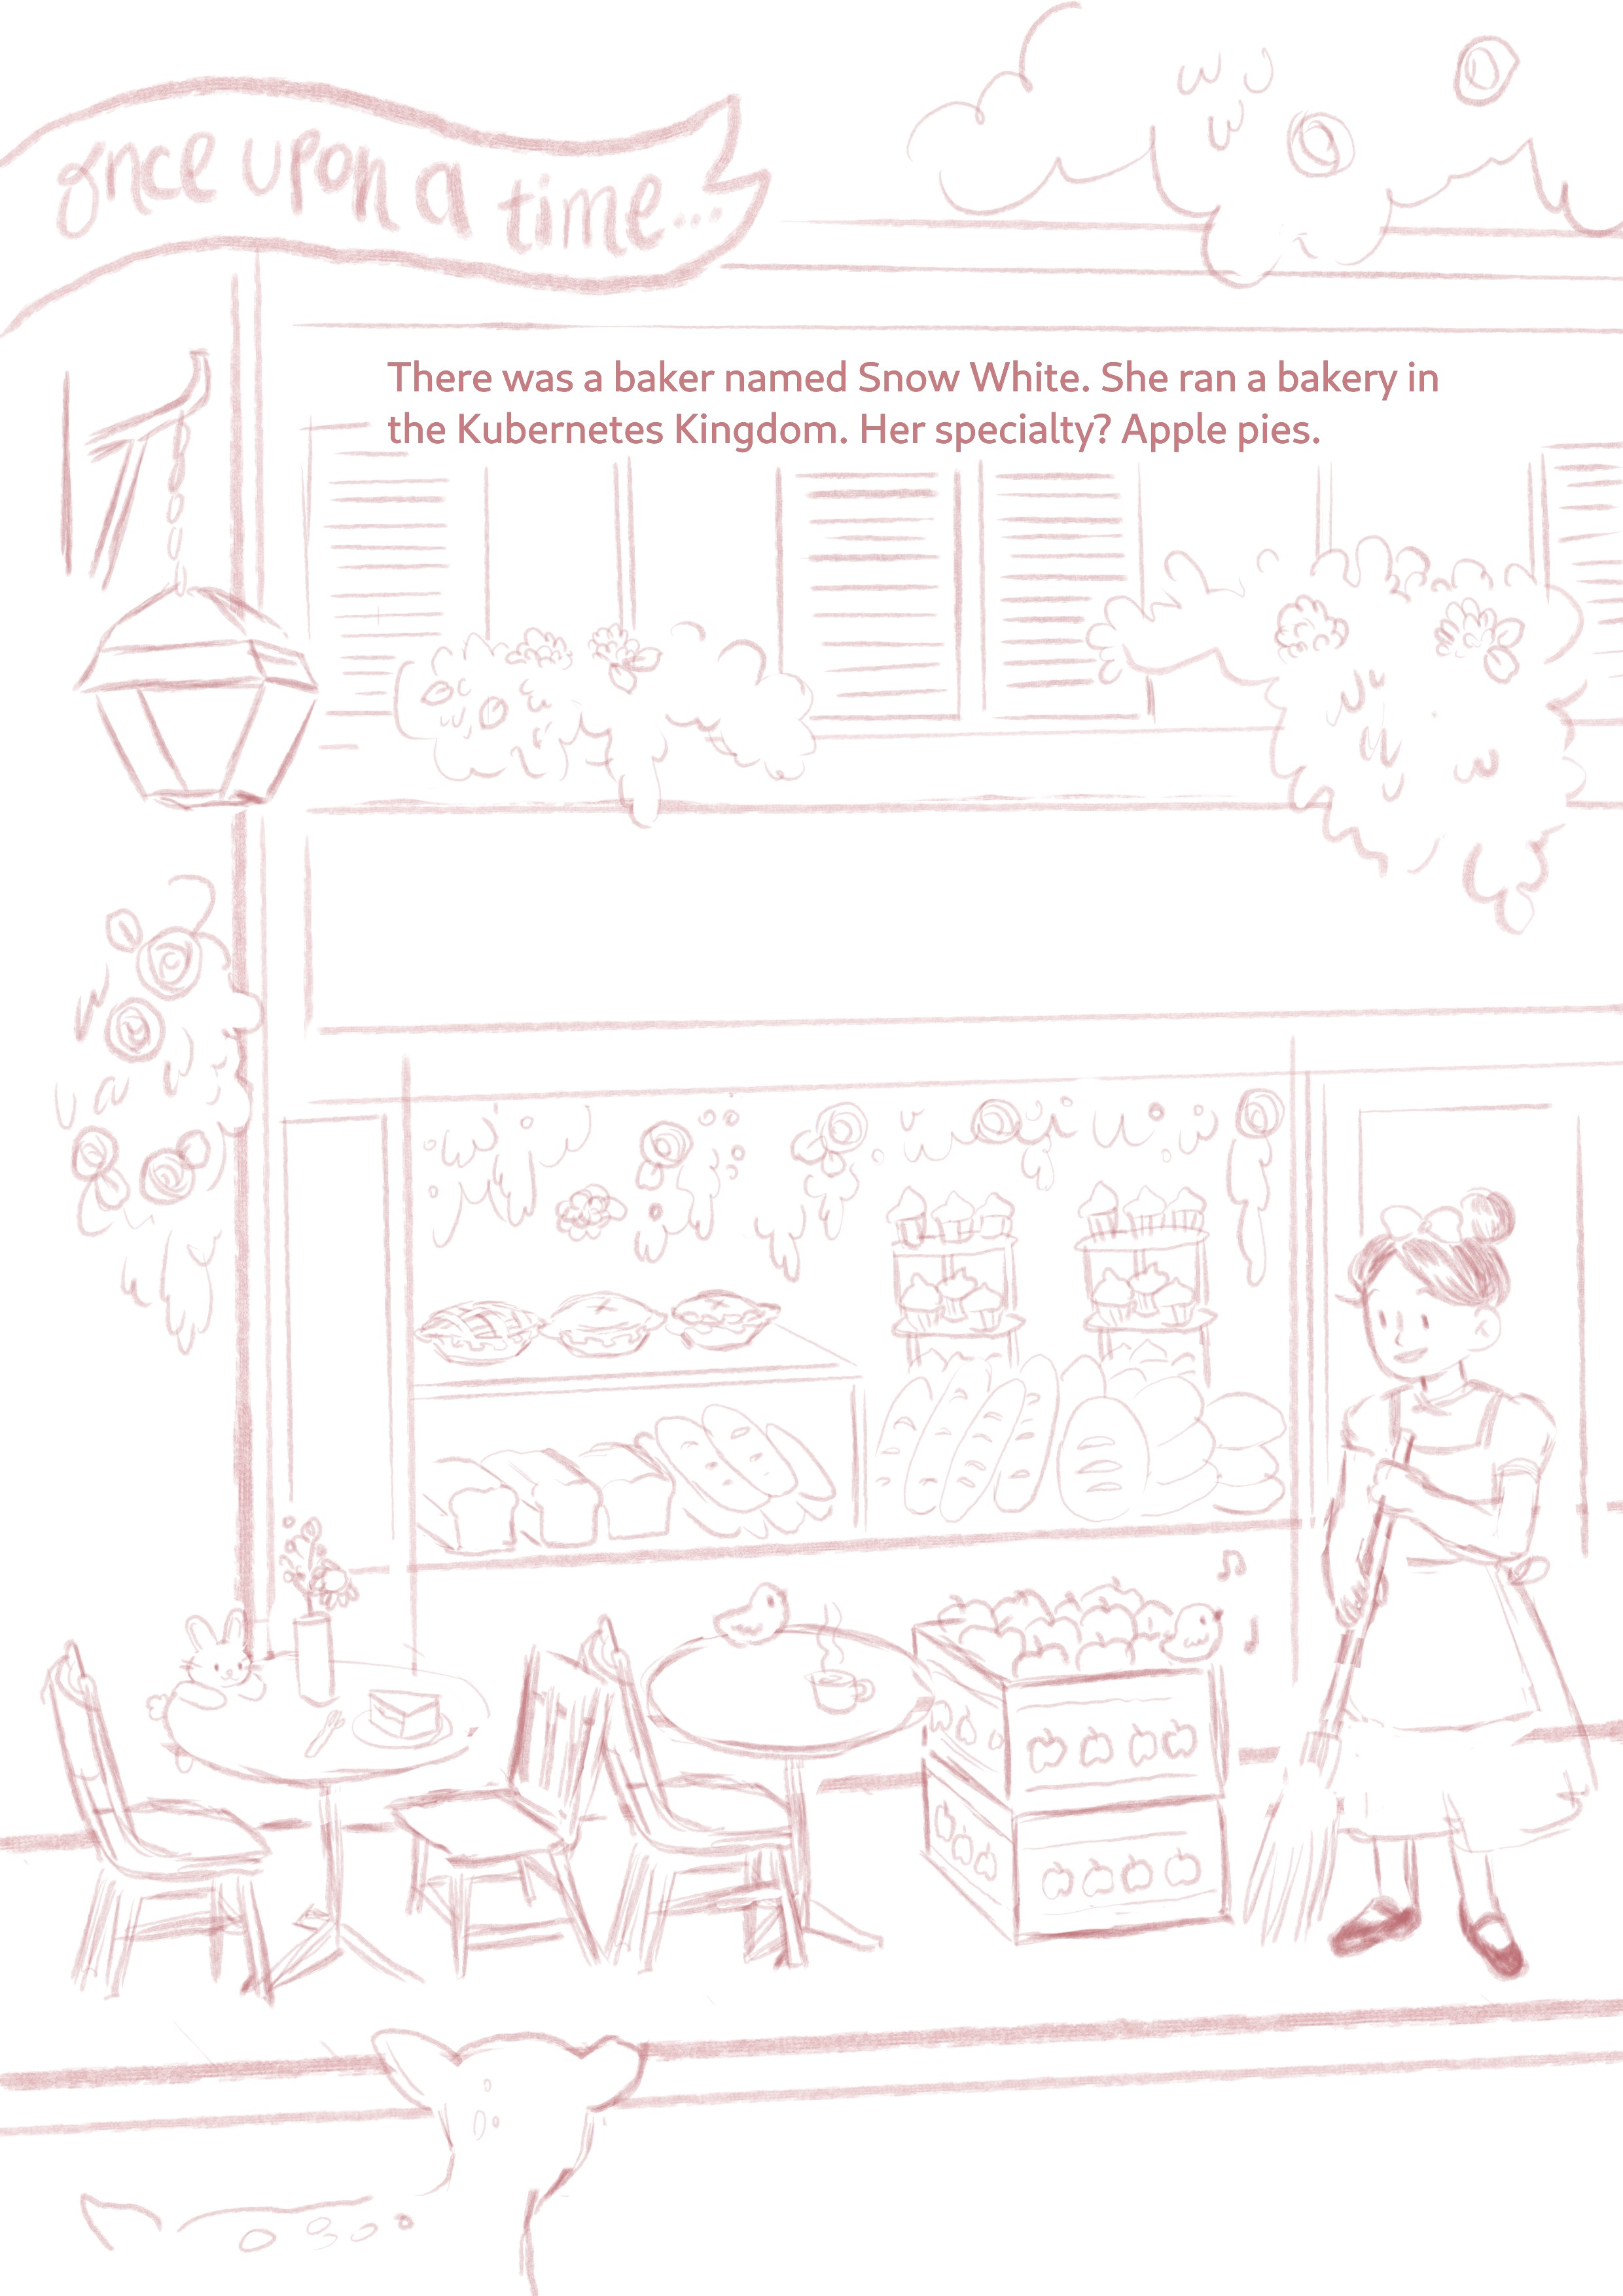 once upon a time...
There was a baker named Snow White. She ran a bakery in
the Kubernetes Kingdom. Her specialty? Apple pies.